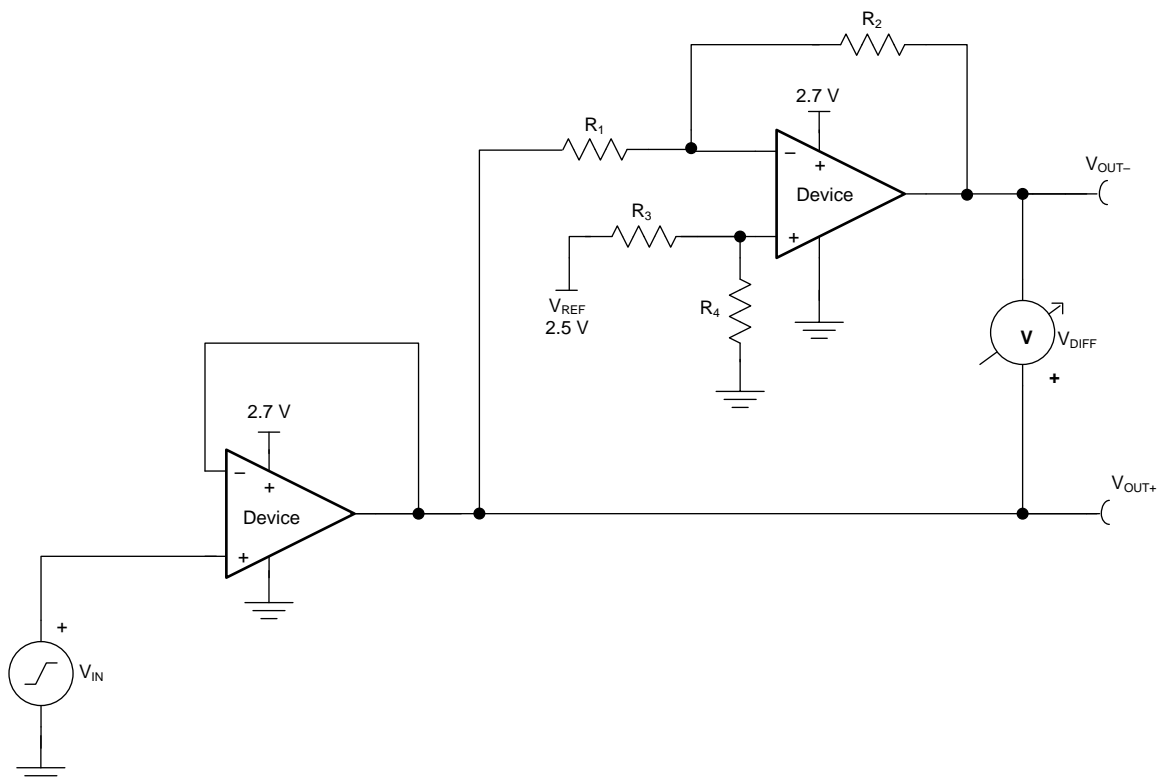 R2
2.7 V
R1
−
+
Device
VOUT–
R3
+
VREF
2.5 V
R4
V
VDIFF
+
2.7 V
−
+
Device
+
VOUT+
+
VIN